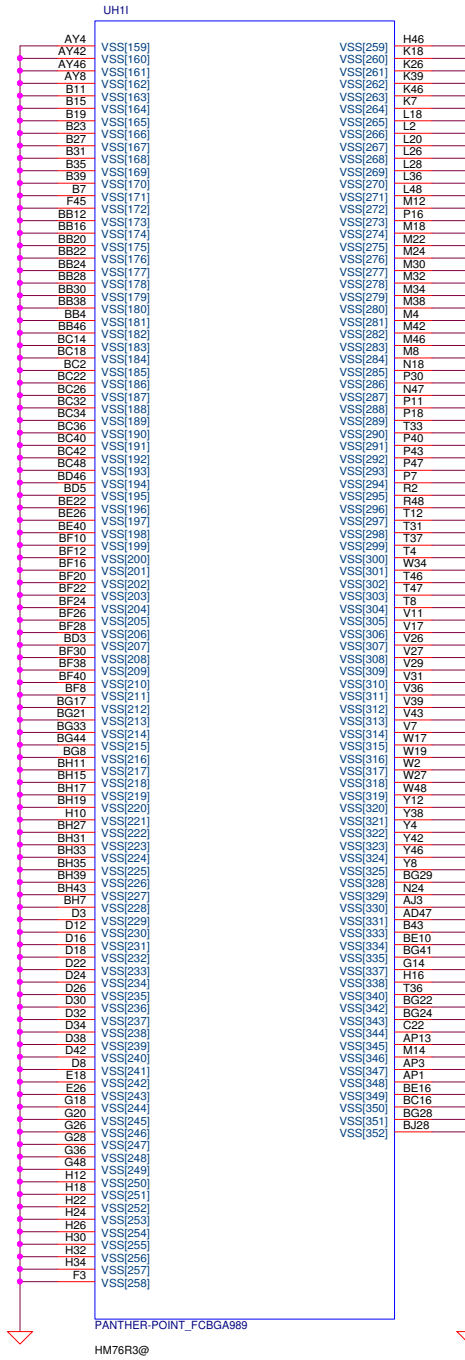 UH1I
AY4 VSS[159] VSS[259] H46
AY42 VSS[160] VSS[260] K18
AY46 VSS[161] VSS[261] K26
AY8 VSS[162] VSS[262] K39
B11 VSS[163] VSS[263] K46
B15 VSS[164] VSS[264] K7
B19 VSS[165] VSS[265] L18
B23 VSS[166] VSS[266] L2
B27 VSS[167] VSS[267] L20
B31 VSS[168] VSS[268] L26
B35 VSS[169] VSS[269] L28
B39 VSS[170] VSS[270] L36
B7 VSS[171] VSS[271] L48
F45 VSS[172] VSS[272] M12
BB12 VSS[173] VSS[273] P16
BB16 VSS[174] VSS[274] M18
BB20 VSS[175] VSS[275] M22
BB22 VSS[176] VSS[276] M24
BB24 VSS[177] VSS[277] M30
BB28 VSS[178] VSS[278] M32
BB30 VSS[179] VSS[279] M34
BB38 VSS[180] VSS[280] M38
BB4 VSS[181] VSS[281] M4
BB46 VSS[182] VSS[282] M42
BC14 VSS[183] VSS[283] M46
BC18 VSS[184] VSS[284] M8
BC2 VSS[185] VSS[285] N18
BC22 VSS[186] VSS[286] P30
BC26 VSS[187] VSS[287] N47
BC32 VSS[188] VSS[288] P11
BC34 VSS[189] VSS[289] P18
BC36 VSS[190] VSS[290] T33
BC40 VSS[191] VSS[291] P40
BC42 VSS[192] VSS[292] P43
BC48 VSS[193] VSS[293] P47
BD46 VSS[194] VSS[294] P7
BD5 VSS[195] VSS[295] R2
BE22 VSS[196] VSS[296] R48
BE26 VSS[197] VSS[297] T12
BE40 VSS[198] VSS[298] T31
BF10 VSS[199] VSS[299] T37
BF12 VSS[200] VSS[300] T4
BF16 VSS[201] VSS[301] W34
BF20 VSS[202] VSS[302] T46
BF22 VSS[203] VSS[303] T47
BF24 VSS[204] VSS[304] T8
BF26 VSS[205] VSS[305] V11
BF28 VSS[206] VSS[306] V17
BD3 VSS[207] VSS[307] V26
BF30 VSS[208] VSS[308] V27
BF38 VSS[209] VSS[309] V29
BF40 VSS[210] VSS[310] V31
BF8 VSS[211] VSS[311] V36
BG17 VSS[212] VSS[312] V39
BG21 VSS[213] VSS[313] V43
BG33 VSS[214] VSS[314] V7
BG44 VSS[215] VSS[315] W17
BG8 VSS[216] VSS[316] W19
BH11 VSS[217] VSS[317] W2
BH15 VSS[218] VSS[318] W27
BH17 VSS[219] VSS[319] W48
BH19 VSS[220] VSS[320] Y12
H10 VSS[221] VSS[321] Y38
BH27 VSS[222] VSS[322] Y4
BH31 VSS[223] VSS[323] Y42
BH33 VSS[224] VSS[324] Y46
BH35 VSS[225] VSS[325] Y8
BH39 VSS[226] VSS[328] BG29
BH43 VSS[227] VSS[329] N24
BH7 VSS[228] VSS[330] AJ3
D3 VSS[229] VSS[331] AD47
D12 VSS[230] VSS[333] B43
D16 VSS[231] VSS[334] BE10
D18 VSS[232] VSS[335] BG41
D22 VSS[233] VSS[337] G14
D24 VSS[234] VSS[338] H16
D26 VSS[235] VSS[340] T36
D30 VSS[236] VSS[342] BG22
D32 VSS[237] VSS[343] BG24
D34 VSS[238] VSS[344] C22
D38 VSS[239] VSS[345] AP13
D42 VSS[240] VSS[346] M14
D8 VSS[241] VSS[347] AP3
E18 VSS[242] VSS[348] AP1
E26 VSS[243] VSS[349] BE16
G18 VSS[244] VSS[350] BC16
G20 VSS[245] VSS[351] BG28
G26 VSS[246] VSS[352] BJ28
G28 VSS[247]
G36 VSS[248]
G48 VSS[249]
H12 VSS[250]
H18 VSS[251]
H22 VSS[252]
H24 VSS[253]
H26 VSS[254]
H30 VSS[255]
H32 VSS[256]
H34 VSS[257]
F3 VSS[258]
PANTHER-POINT_FCBGA989
HM76R3@